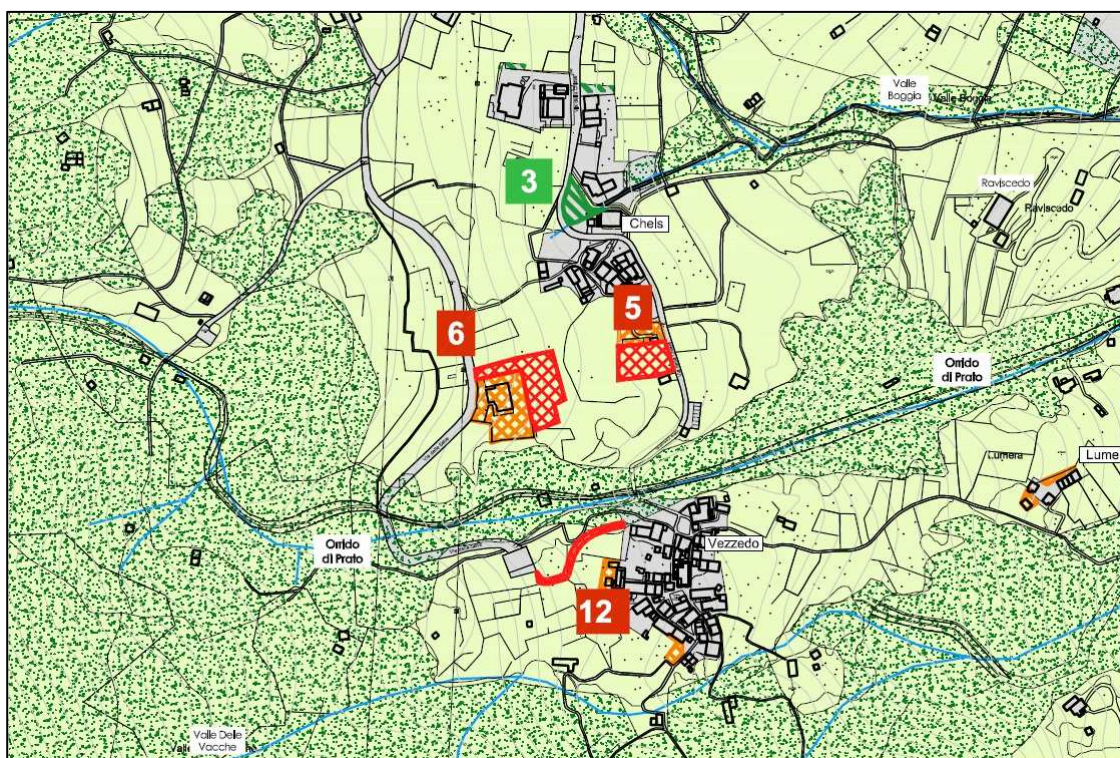 Valle
Boggia
Valle Boggia
3
Raviscedo
Raviscedo
Chels
5
6
Orrido
di Prato
Lumera
Lume
Orrido
di Prato
Vezzedo
12
Valle Delle
Vacche